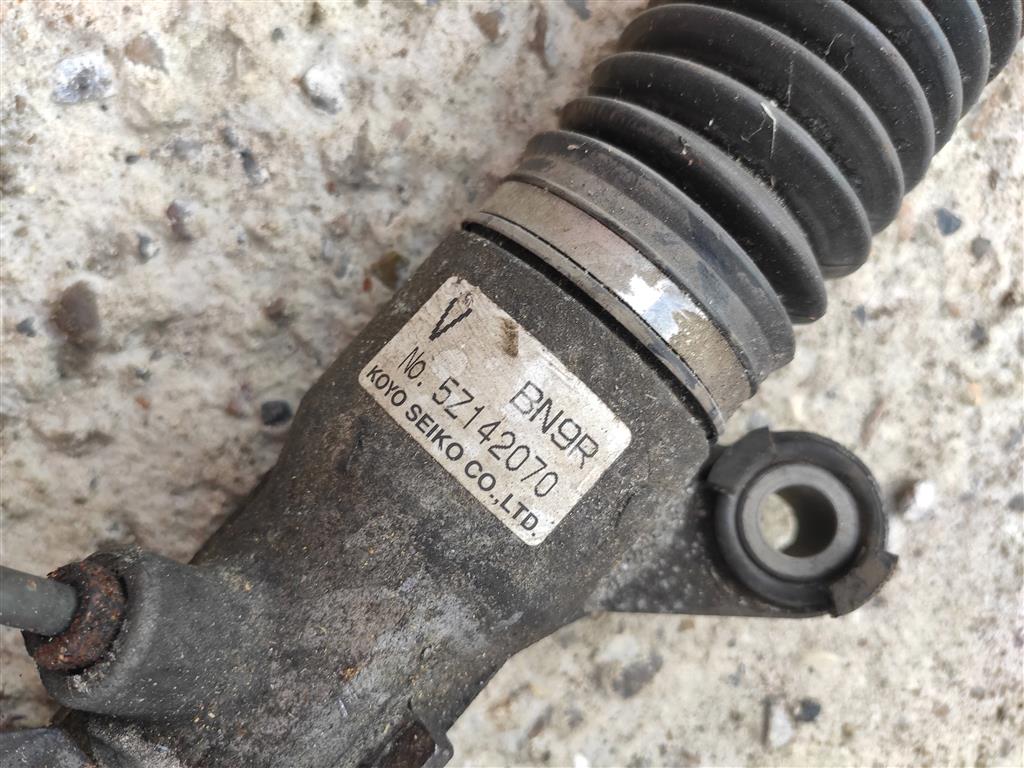 V
BN9R
No. 5Z142070
KOYO SEIKO CO.,LTD.